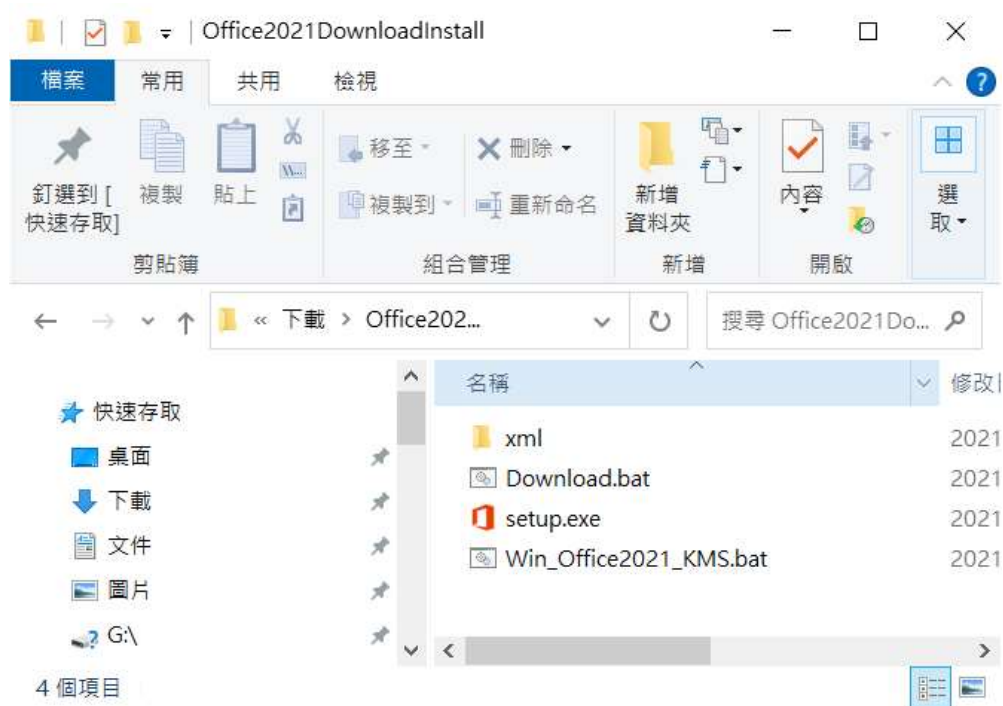 Office2021DownloadInstall
檔案 常用 共用 檢視
釘選到 [
快速存取]
複製
貼上
移至
複製到
刪除
重新命名
新增
資料夾
內容
選
取
剪貼簿 組合管理 新增 開啟
« 下載 > Office202... 搜尋 Office2021Do...
名稱 修改
快速存取
桌面
下載
文件
圖片
G:\
xml 2021
Download.bat 2021
setup.exe 2021
Win_Office2021_KMS.bat 2021
4 個項目